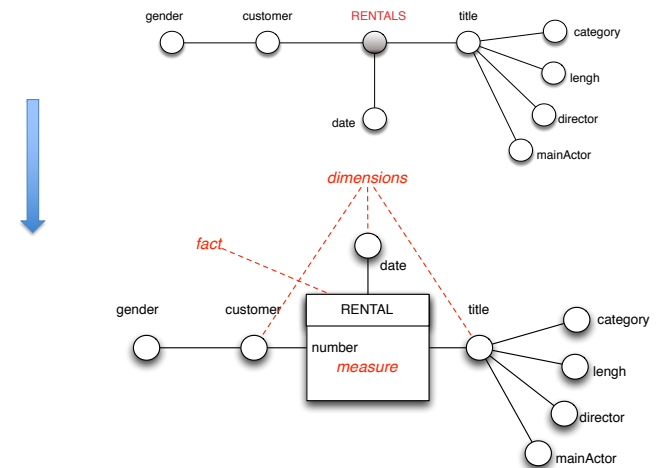 gender
customer
RENTALS
title
category
lengh
director
mainActor
date
dimensions
fact
date
gender
customer
RENTAL
title
number
measure
category
lengh
director
mainActor